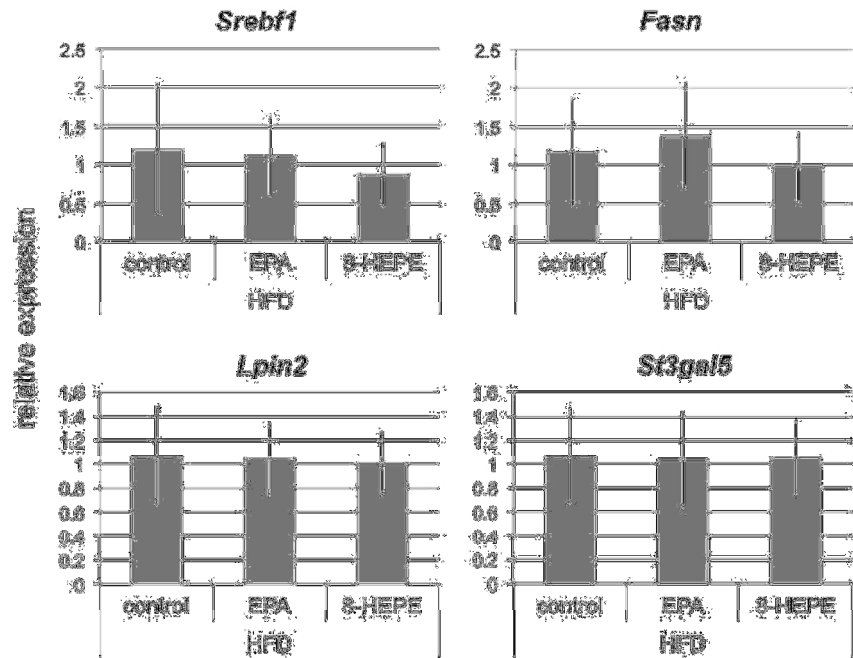 Srebf1
2.5
2
1.5
1
0.5
0
control EPA 8-HEPE
HFD
Fasn
2.5
2
1.5
1
0.5
0
control EPA 8-HEPE
HFD
relative expression
Lpin2
1.6
1.4
1.2
1
0.8
0.6
0.4
0.2
0
control EPA 8-HEPE
HFD
St3gal5
1.6
1.4
1.2
1
0.8
0.6
0.4
0.2
0
control EPA 8-HEPE
HFD